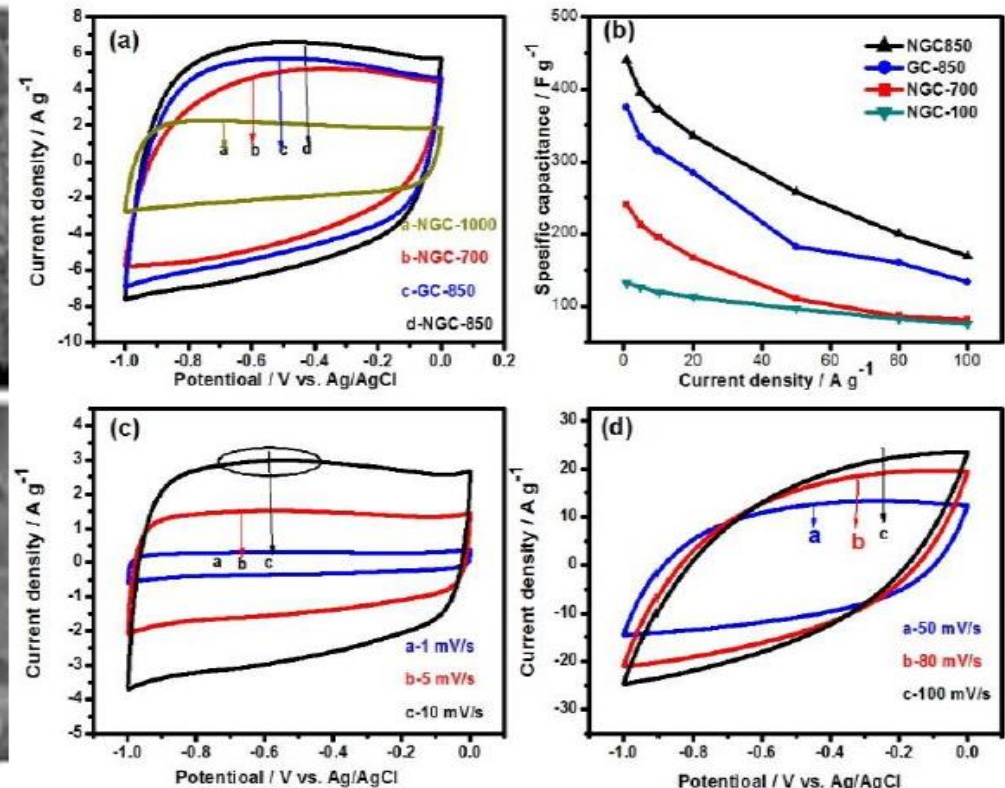 (a)
Current density / A g-1
8
6
4
2
0
-2
-4
-6
-8
-10
a b c d
a-NGC-1000
b-NGC-700
c-GC-850
d-NGC-850
-1.0 -0.8 -0.6 -0.4 -0.2 0.0 0.2
Potentioal / V vs. Ag/AgCl
(b)
Spesific capacitance / F g-1
500
400
300
200
100
NGC850
GC-850
NGC-700
NGC-100
0 20 40 60 80 100
Current density / A g-1
(c)
Current density / A g-1
4
3
2
1
0
-1
-2
-3
-4
-5
a b c
a-1 mV/s
b-5 mV/s
c-10 mV/s
-1.0 -0.8 -0.6 -0.4 -0.2 0.0
Potentioal / V vs. Ag/AgCl
(d)
Current density / A g-1
30
20
10
0
-10
-20
-30
a b c
a-50 mV/s
b-80 mV/s
c-100 mV/s
-1.0 -0.8 -0.6 -0.4 -0.2 0.0
Potentioal / V vs. Ag/AgCl